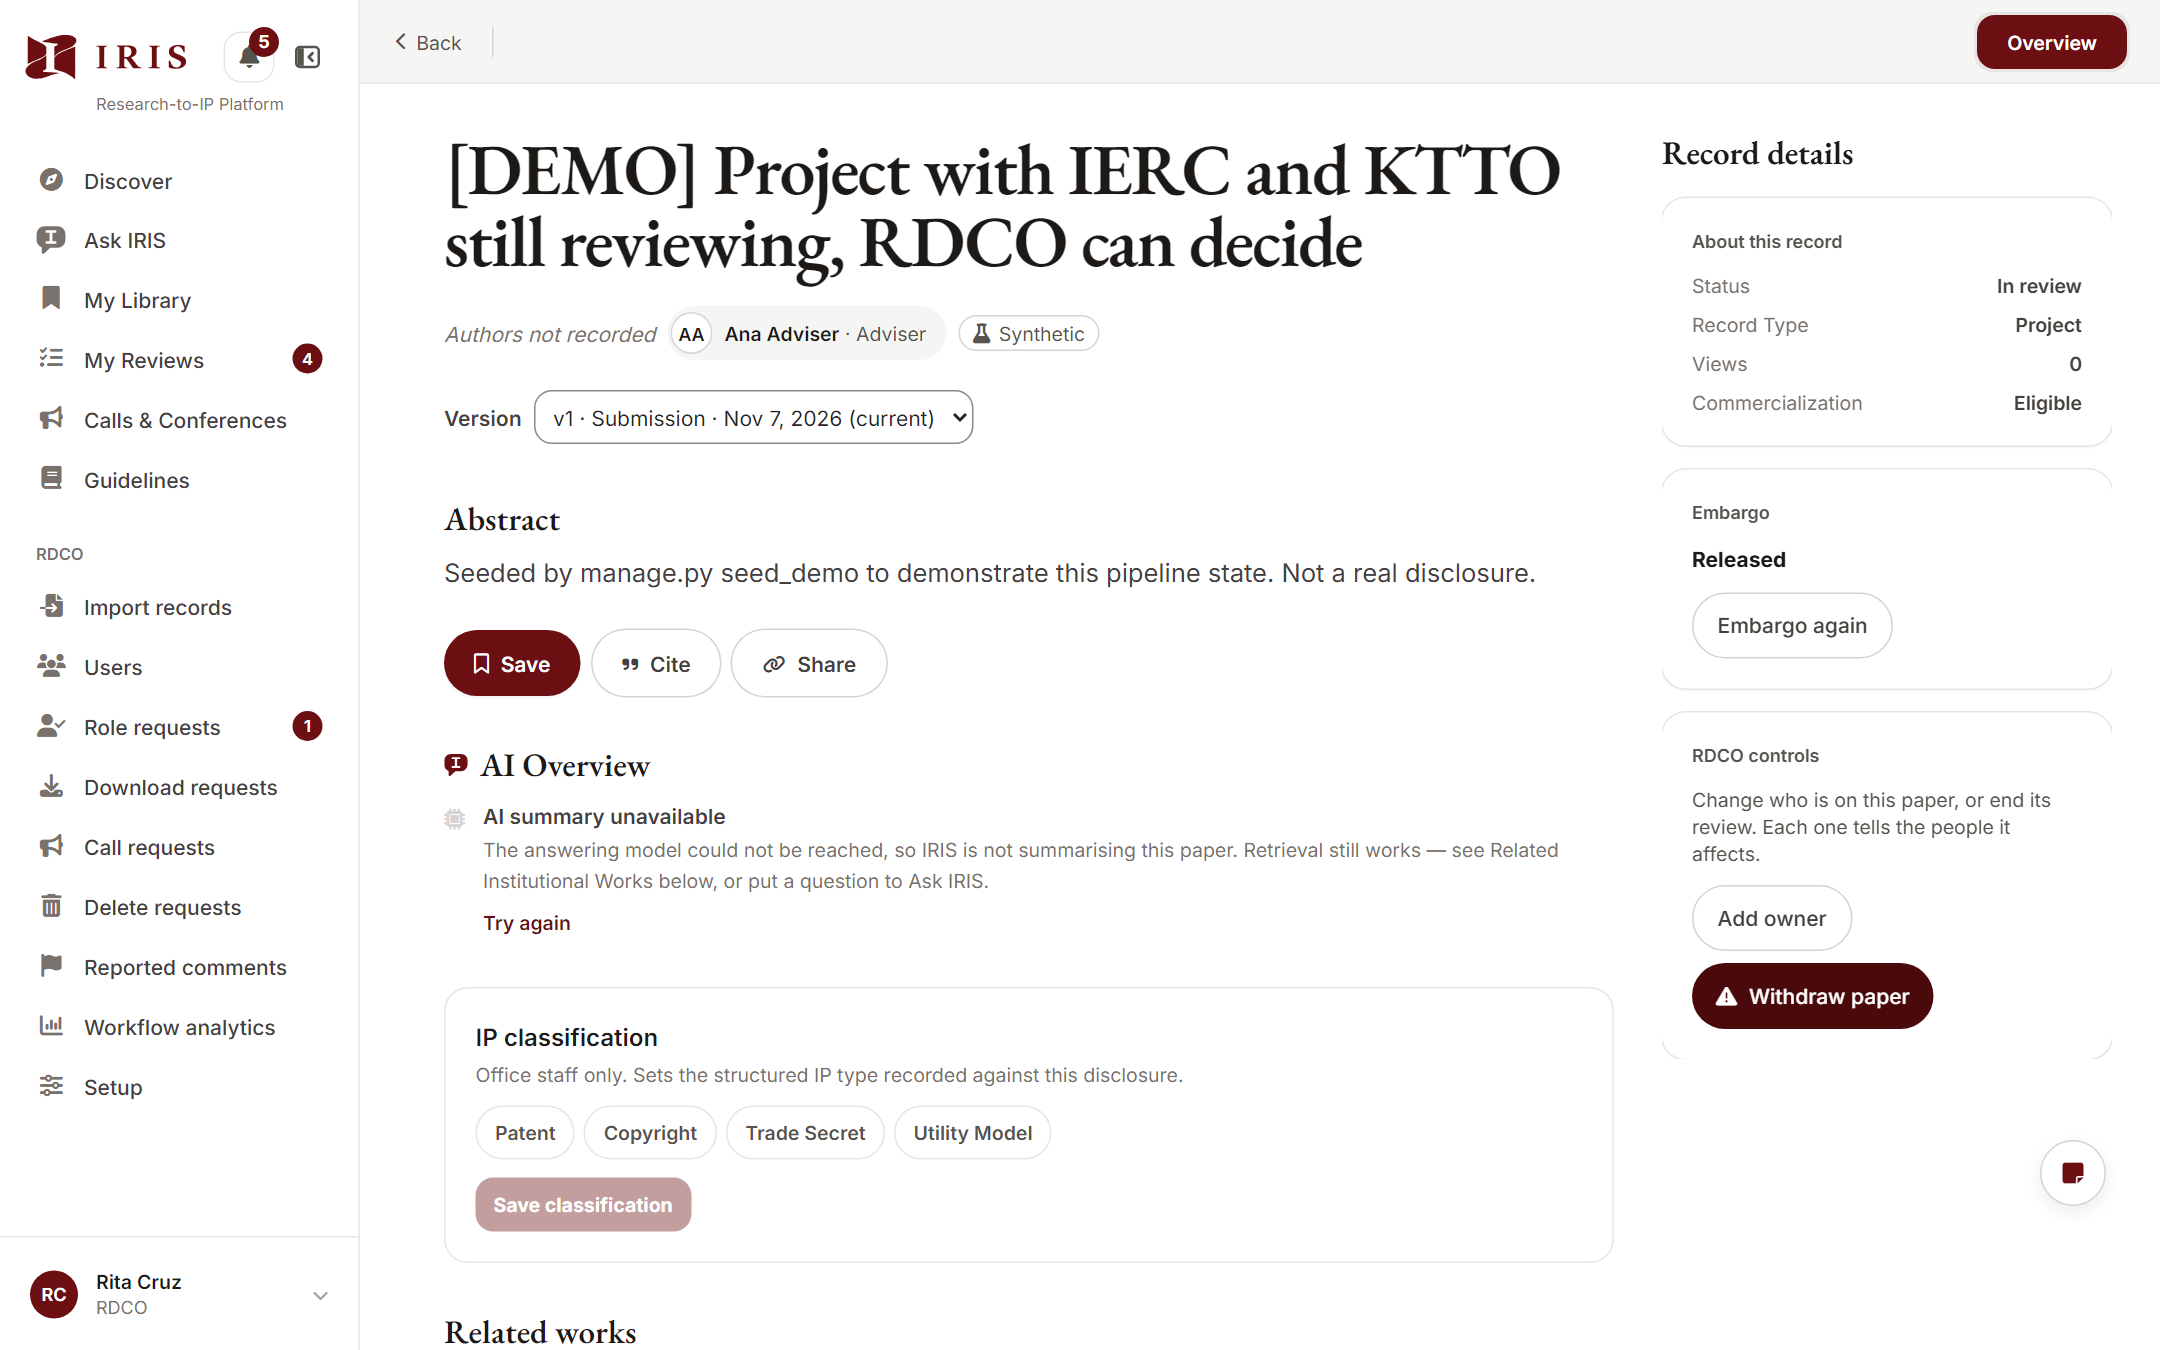 IRIS
5
Research-to-IP Platform
Discover
Ask IRIS
My Library
My Reviews 4
Calls & Conferences
Guidelines
RDCO
Import records
Users
Role requests 1
Download requests
Call requests
Delete requests
Reported comments
Workflow analytics
Setup
RC
Rita Cruz
RDCO
Back
Overview
[DEMO] Project with IERC and KTTO
still reviewing, RDCO can decide
Authors not recorded AA Ana Adviser · Adviser Synthetic
Version v1 · Submission · Nov 7, 2026 (current)
Abstract
Seeded by manage.py seed_demo to demonstrate this pipeline state. Not a real disclosure.
Save Cite Share
AI Overview
AI summary unavailable
The answering model could not be reached, so IRIS is not summarising this paper. Retrieval still works — see Related
Institutional Works below, or put a question to Ask IRIS.
Try again
IP classification
Office staff only. Sets the structured IP type recorded against this disclosure.
Patent Copyright Trade Secret Utility Model
Save classification
Related works
Record details
About this record
Status In review
Record Type Project
Views 0
Commercialization Eligible
Embargo
Released
Embargo again
RDCO controls
Change who is on this paper, or end its
review. Each one tells the people it
affects.
Add owner
Withdraw paper